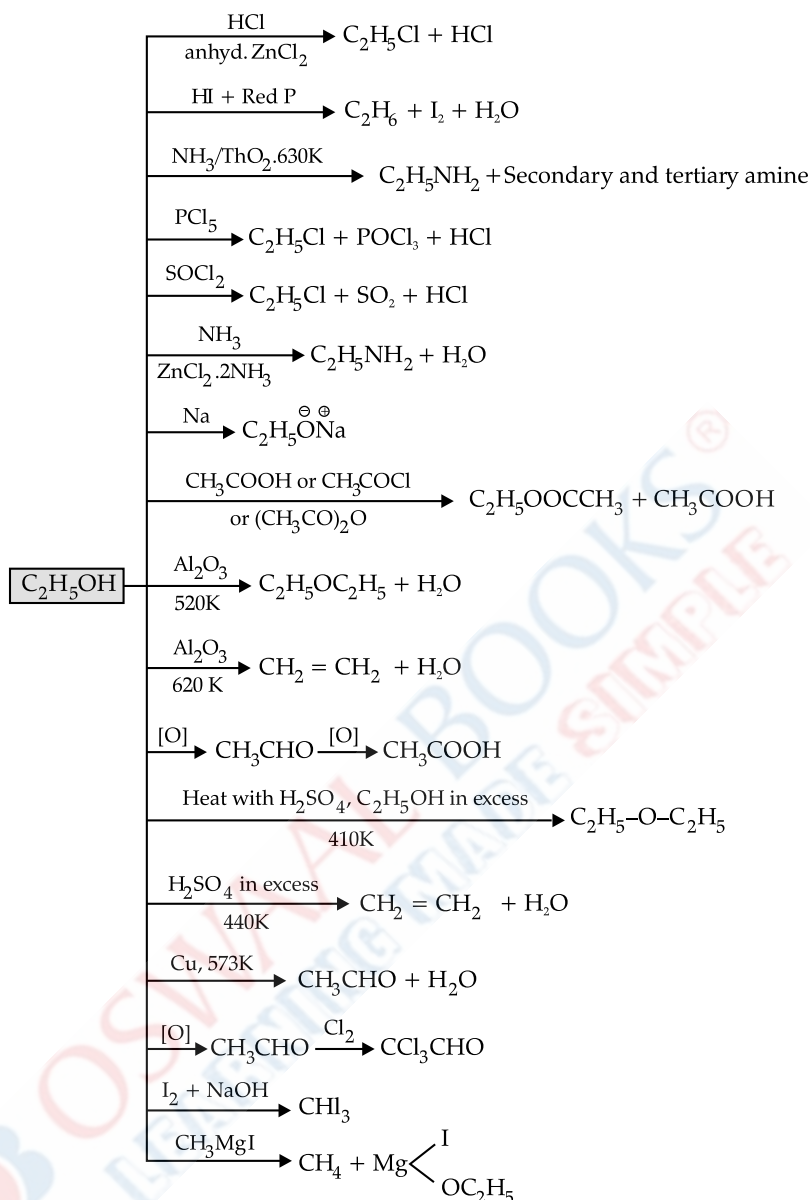 HCl
anhyd. ZnCl₂
C₂H₅Cl + HCl
HI + Red P
C₂H₆ + I₂ + H₂O
NH₃/ThO₂.630K
C₂H₅NH₂ + Secondary and tertiary amine
PCl₅
C₂H₅Cl + POCl₃ + HCl
SOCl₂
C₂H₅Cl + SO₂ + HCl
NH₃
ZnCl₂.2NH₃
C₂H₅NH₂ + H₂O
Na
⊖ ⊕
C₂H₅ONa
CH₃COOH or CH₃COCl
or (CH₃CO)₂O
C₂H₅OOCCH₃ + CH₃COOH
C₂H₅OH
Al₂O₃
520K
C₂H₅OC₂H₅ + H₂O
Al₂O₃
620 K
CH₂ = CH₂ + H₂O
[O] CH₃CHO [O] CH₃COOH
Heat with H₂SO₄, C₂H₅OH in excess
410K
C₂H₅–O–C₂H₅
H₂SO₄ in excess
440K
CH₂ = CH₂ + H₂O
Cu, 573K
CH₃CHO + H₂O
[O] CH₃CHO Cl₂ CCl₃CHO
I₂ + NaOH
CHI₃
CH₃MgI
CH₄ + Mg
I
OC₂H₅
OSWAAL BOOKS®
LEARNING MADE SIMPLE